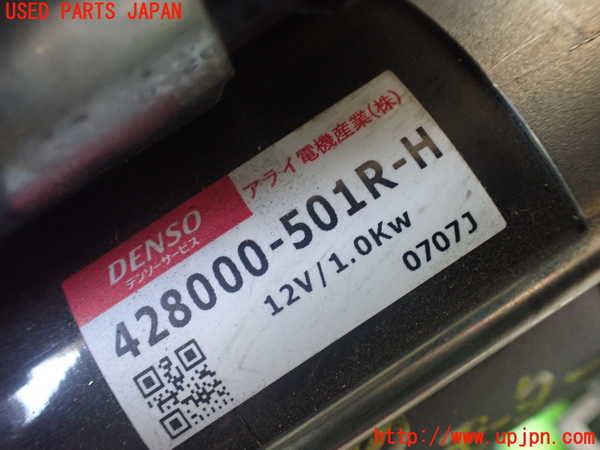 USED PARTS JAPAN
DENSO
デンソーサービス
アライ電機産業(株)
428000-501R-H
12V/1.0Kw
0707J
http://www.upjpn.com/